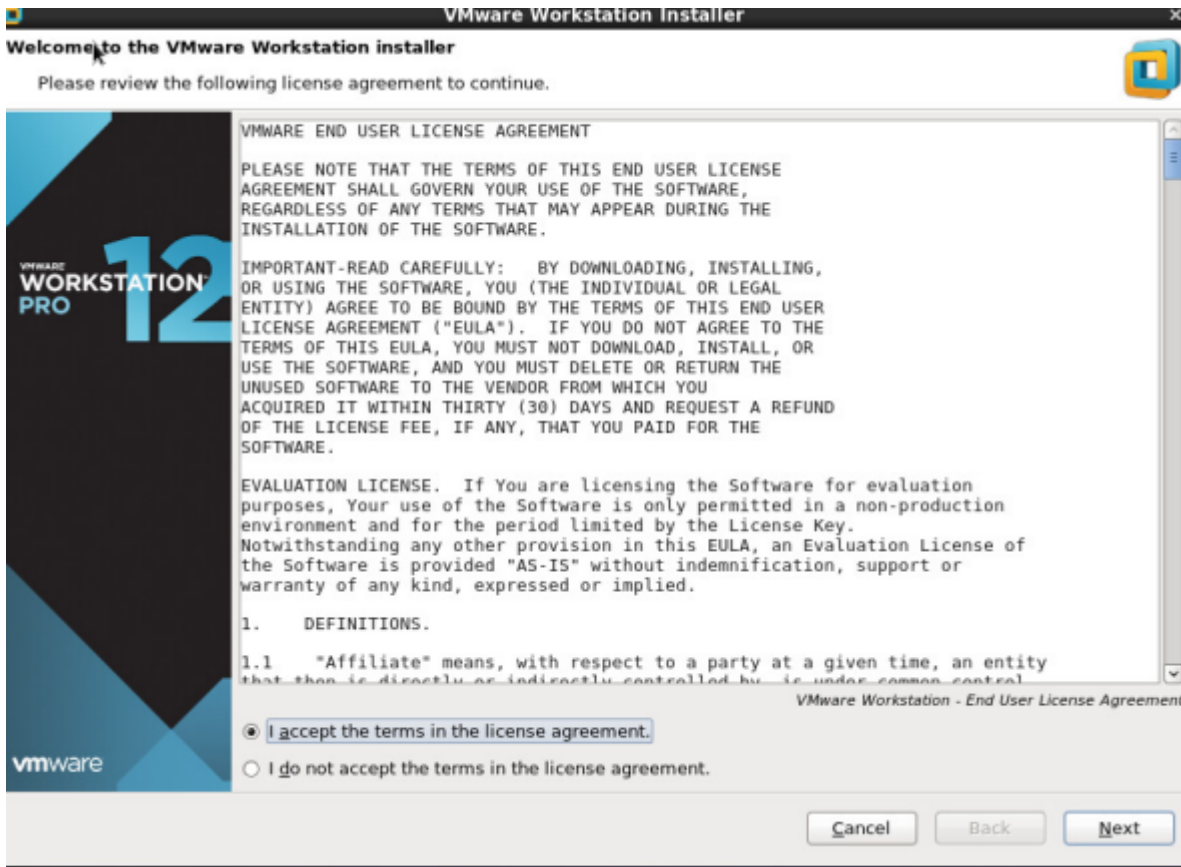 VMware Workstation Installer
Welcome to the VMware Workstation installer
Please review the following license agreement to continue.
VMWARE
WORKSTATION
PRO
12
vmware
VMWARE END USER LICENSE AGREEMENT
PLEASE NOTE THAT THE TERMS OF THIS END USER LICENSE
AGREEMENT SHALL GOVERN YOUR USE OF THE SOFTWARE,
REGARDLESS OF ANY TERMS THAT MAY APPEAR DURING THE
INSTALLATION OF THE SOFTWARE.
IMPORTANT-READ CAREFULLY:   BY DOWNLOADING, INSTALLING,
OR USING THE SOFTWARE, YOU (THE INDIVIDUAL OR LEGAL
ENTITY) AGREE TO BE BOUND BY THE TERMS OF THIS END USER
LICENSE AGREEMENT ("EULA").  IF YOU DO NOT AGREE TO THE
TERMS OF THIS EULA, YOU MUST NOT DOWNLOAD, INSTALL, OR
USE THE SOFTWARE, AND YOU MUST DELETE OR RETURN THE
UNUSED SOFTWARE TO THE VENDOR FROM WHICH YOU
ACQUIRED IT WITHIN THIRTY (30) DAYS AND REQUEST A REFUND
OF THE LICENSE FEE, IF ANY, THAT YOU PAID FOR THE
SOFTWARE.
EVALUATION LICENSE.  If You are licensing the Software for evaluation
purposes, Your use of the Software is only permitted in a non-production
environment and for the period limited by the License Key.
Notwithstanding any other provision in this EULA, an Evaluation License of
the Software is provided "AS-IS" without indemnification, support or
warranty of any kind, expressed or implied.
1.    DEFINITIONS.
1.1    "Affiliate" means, with respect to a party at a given time, an entity
that then is directly or indirectly controlled by, is under common control
VMware Workstation - End User License Agreement
I accept the terms in the license agreement.
I do not accept the terms in the license agreement.
Cancel
Back
Next